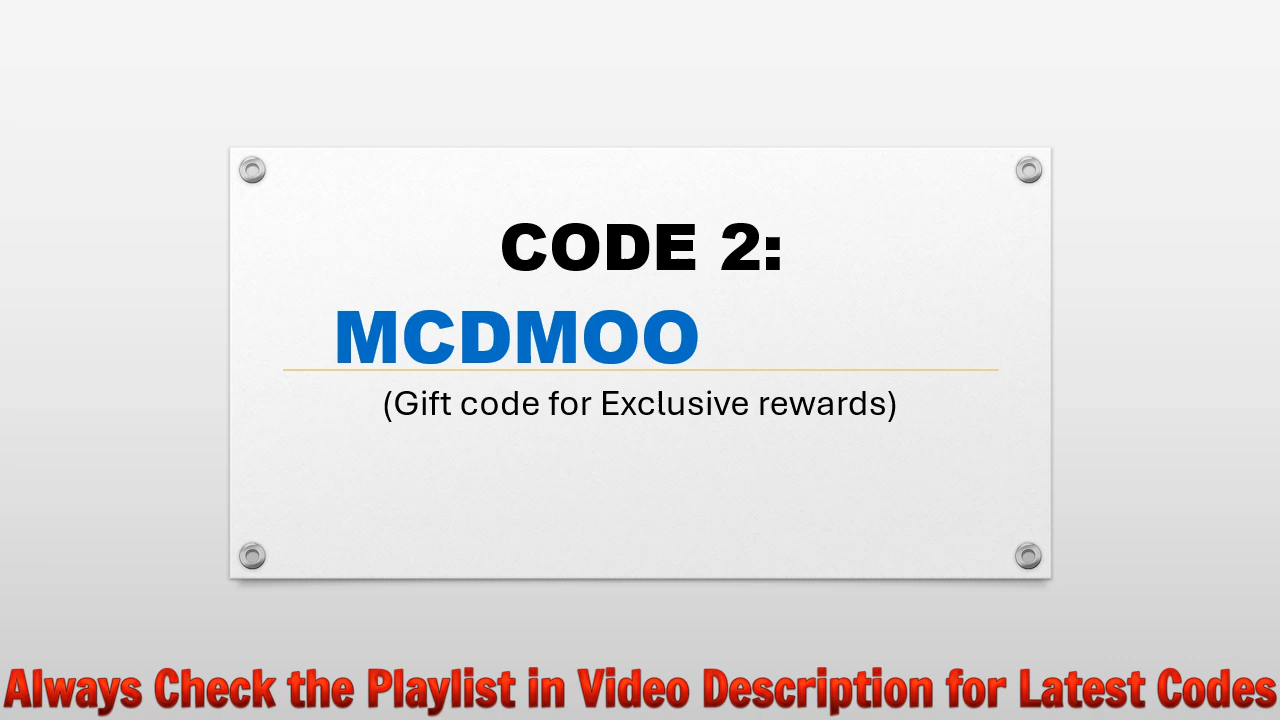 CODE 2:
MCDMOO
(Gift code for Exclusive rewards)
Always Check the Playlist in Video Description for Latest Codes